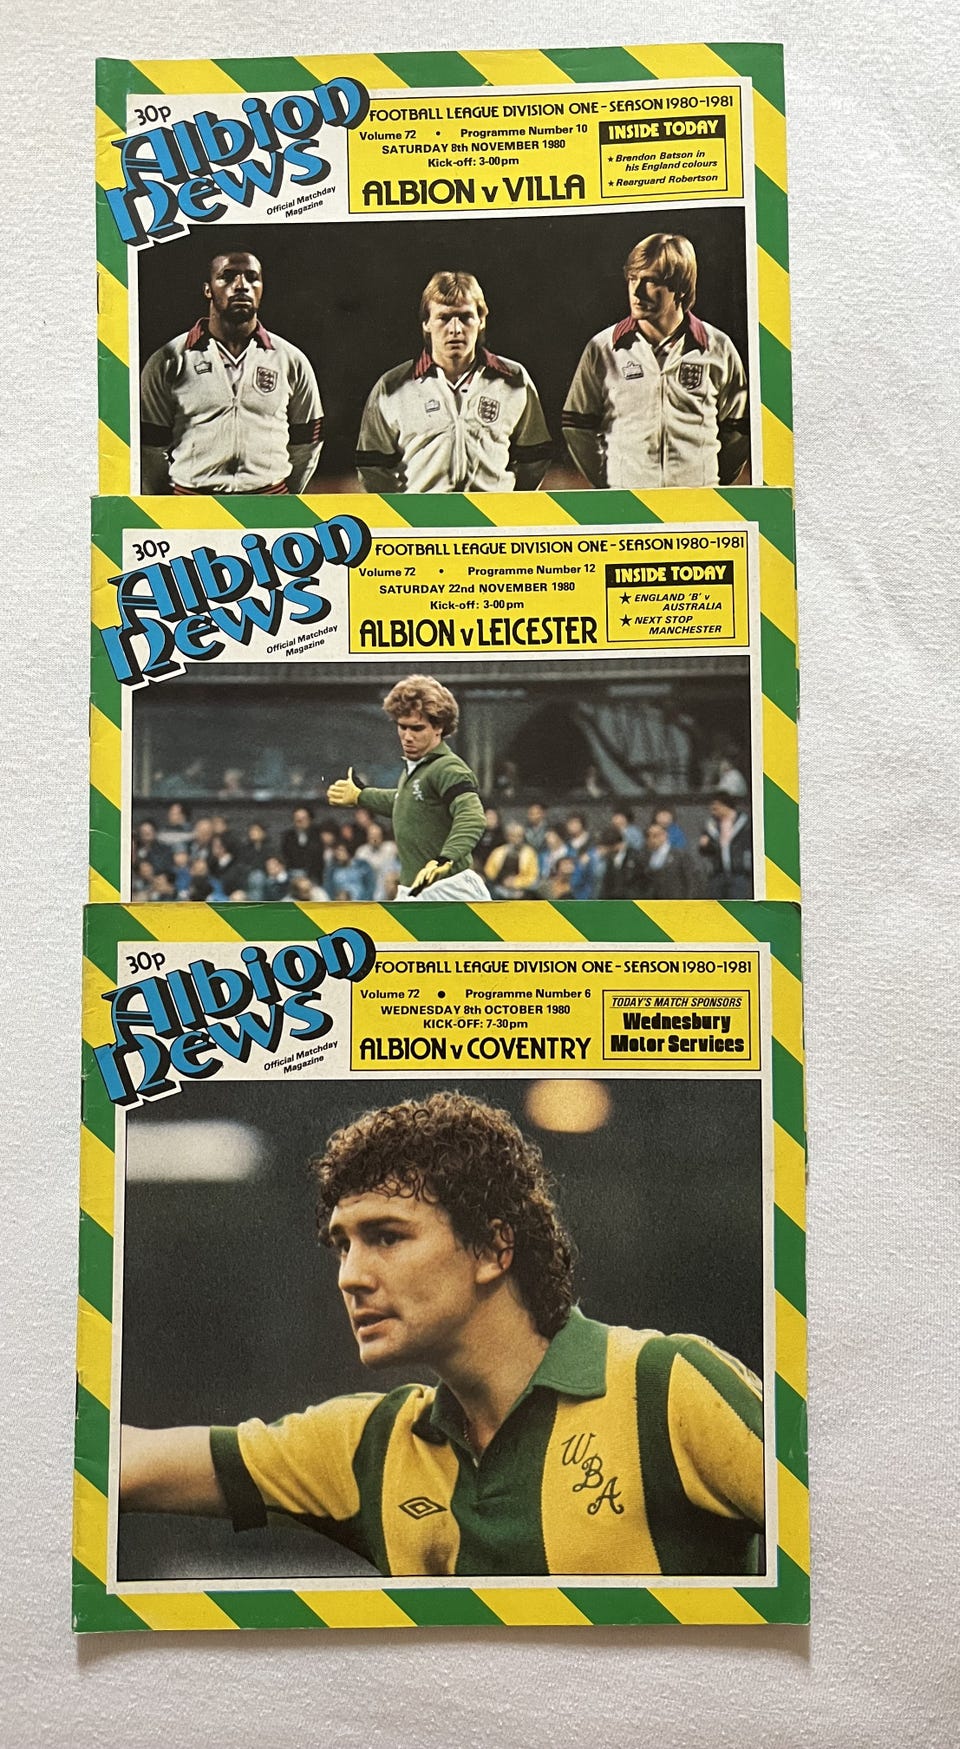 30p
Albion
News
Official Matchday
Magazine
FOOTBALL LEAGUE DIVISION ONE - SEASON 1980-1981
Volume 72 • Programme Number 10
SATURDAY 8th NOVEMBER 1980
Kick-off: 3-00pm
ALBION v VILLA
INSIDE TODAY
★ Brendon Batson in
his England colours
★ Rearguard Robertson
30p
Albion
News
Official Matchday
Magazine
FOOTBALL LEAGUE DIVISION ONE - SEASON 1980-1981
Volume 72 • Programme Number 12
SATURDAY 22nd NOVEMBER 1980
Kick-off: 3-00pm
ALBION v LEICESTER
INSIDE TODAY
★ ENGLAND 'B' v
AUSTRALIA
★ NEXT STOP
MANCHESTER
30p
Albion
News
Official Matchday
Magazine
FOOTBALL LEAGUE DIVISION ONE - SEASON 1980-1981
Volume 72 • Programme Number 6
WEDNESDAY 8th OCTOBER 1980
KICK-OFF: 7-30pm
ALBION v COVENTRY
TODAY'S MATCH SPONSORS
Wednesbury
Motor Services
WBA